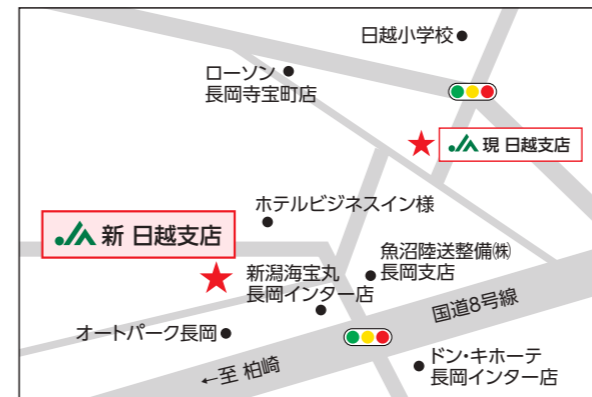 日越小学校
ローソン
長岡寺宝町店
JA 現 日越支店
ホテルビジネスイン様
JA 新 日越支店
魚沼陸送整備㈱
長岡支店
新潟海宝丸
長岡インター店
国道8号線
オートパーク長岡
←至 柏崎
ドン・キホーテ
長岡インター店